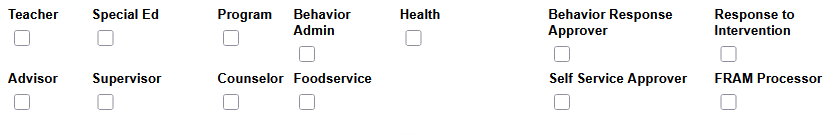 Teacher Special Ed Program Behavior Admin Health Behavior Response Approver Response to Intervention
Advisor Supervisor Counselor Foodservice Self Service Approver FRAM Processor